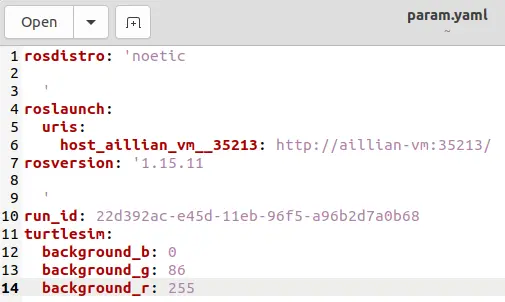 Open
param.yaml
~
1 rosdistro: 'noetic
2
3   '
4 roslaunch:
5   uris:
6     host_aillian_vm__35213: http://aillian-vm:35213/
7 rosversion: '1.15.11
8
9   '
10 run_id: 22d392ac-e45d-11eb-96f5-a96b2d7a0b68
11 turtlesim:
12   background_b: 0
13   background_g: 86
14   background_r: 255